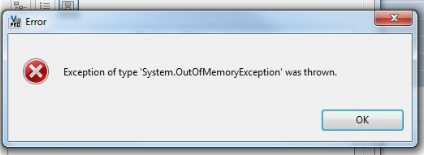 Error
Exception of type 'System.OutOfMemoryException' was thrown.
OK